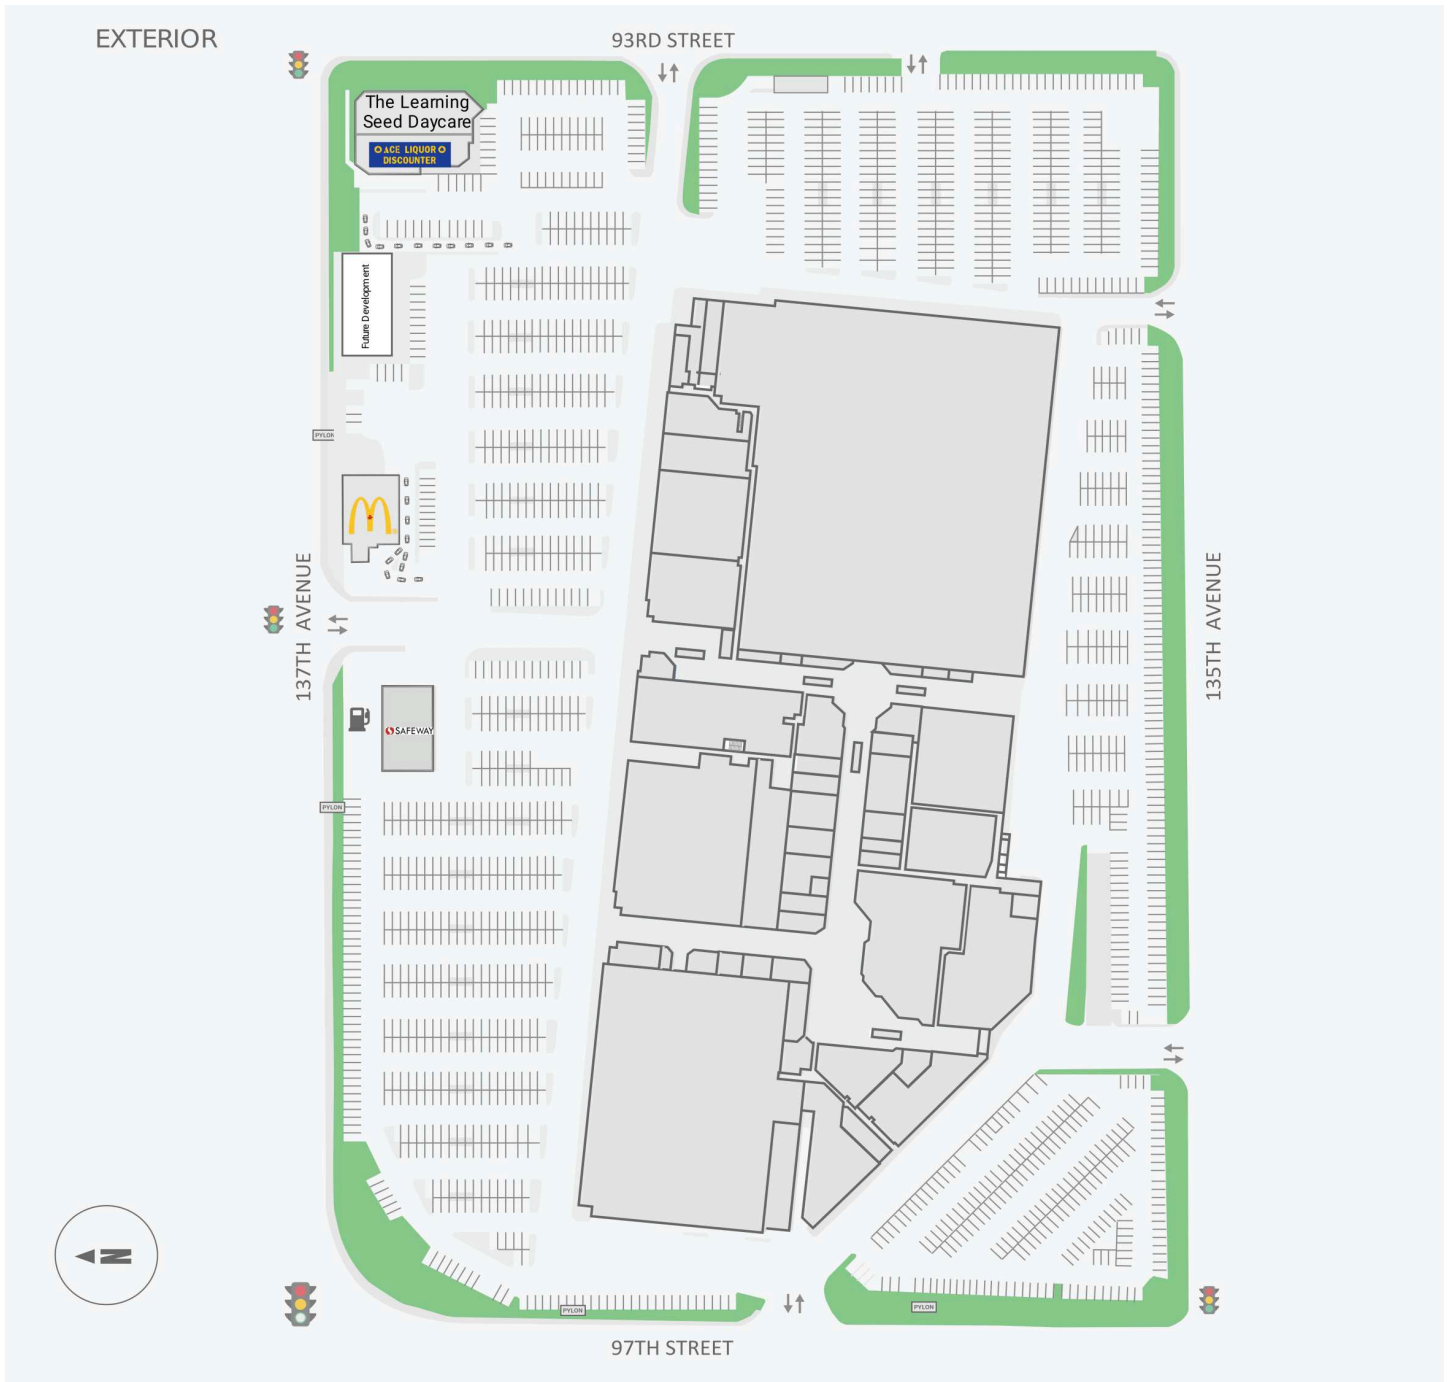 EXTERIOR
93RD STREET
The Learning
Seed Daycare
ACE LIQUOR
DISCOUNTER
Future Development
PYLON
137TH AVENUE
135TH AVENUE
SAFEWAY
PYLON
N
PYLON
PYLON
97TH STREET